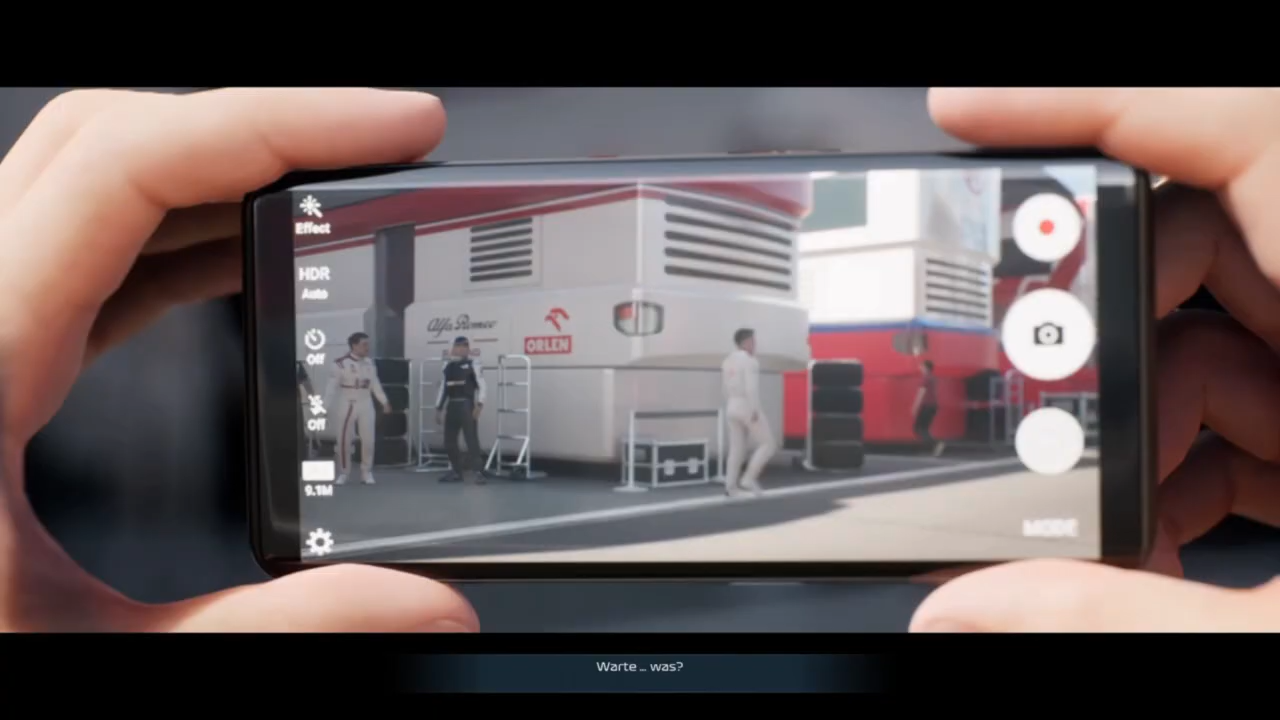 Effect
HDR
Auto
Off
Off
9.1M
Alfa Romeo
ORLEN
MODE
Warte ... was?